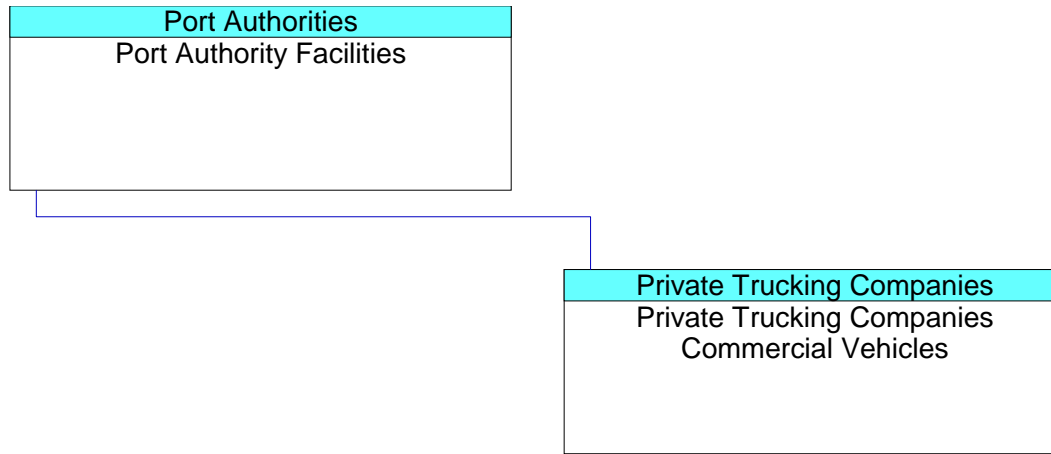 Port Authorities
Port Authority Facilities
Private Trucking Companies
Private Trucking Companies
Commercial Vehicles